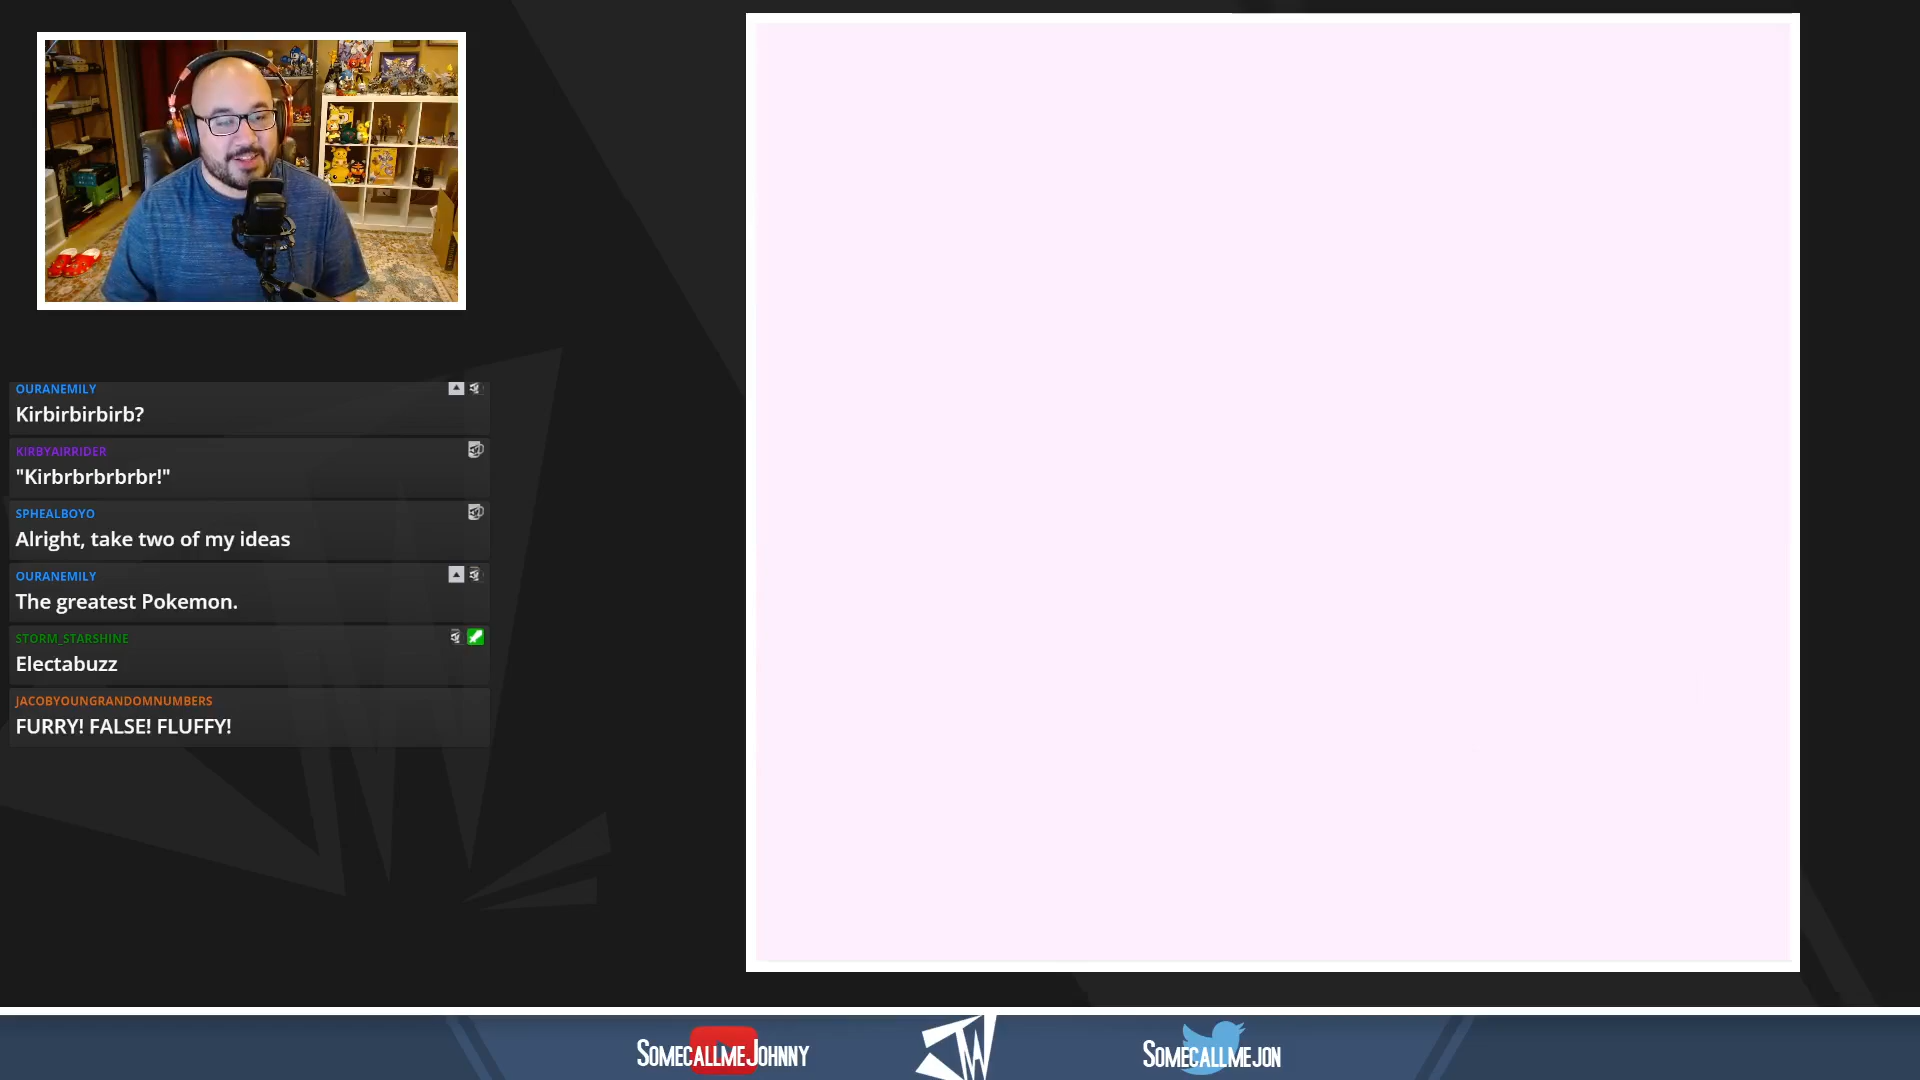 OURANEMILY
Kirbirbirbirb?
KIRBYAIRRIDER
"Kirbrbrbrbrbr!"
SPHEALBOYO
Alright, take two of my ideas
OURANEMILY
The greatest Pokemon.
STORM_STARSHINE
Electabuzz
JACOBYOUNGRANDOMNUMBERS
FURRY! FALSE! FLUFFY!
SOMECALLMEJOHNNY
SOMECALLMEJON